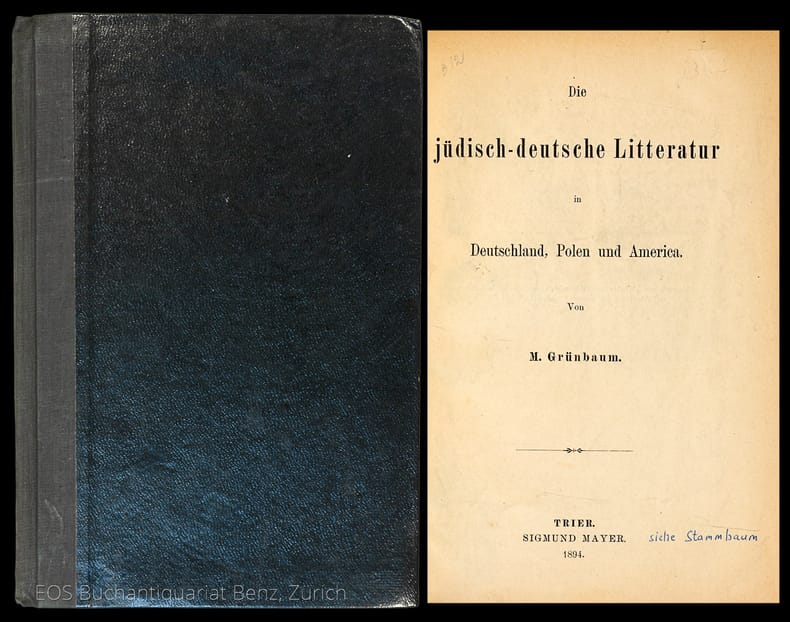 Die
jüdisch-deutsche Litteratur
in
Deutschland, Polen und America.
Von
M. Grünbaum.
TRIER.
SIGMUND MAYER.
siehe Stammbaum
1894.
EOS Buchantiquariat Benz, Zürich